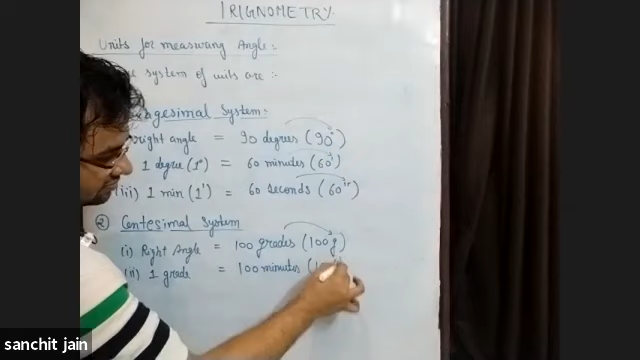 TRIGNOMETRY
Units for measuring Angle :-
system of units are :-
gesimal System :-
right angle = 90 degrees (90°)
1 degree (1°) = 60 minutes (60')
(iii) 1 min (1') = 60 seconds (60'')
② Centesimal System
(i) Right Angle = 100 grades (100g)
(ii) 1 grade = 100 minutes (10
sanchit jain